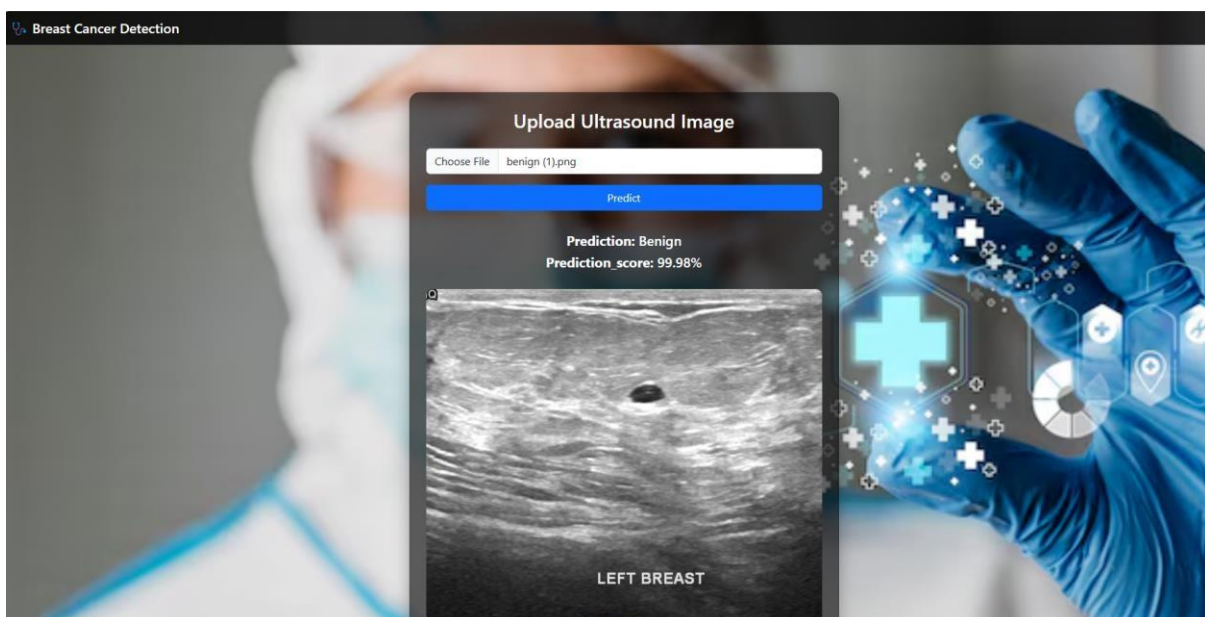 Breast Cancer Detection
Upload Ultrasound Image
Choose File benign (1).png
Predict
Prediction: Benign
Prediction_score: 99.98%
LEFT BREAST